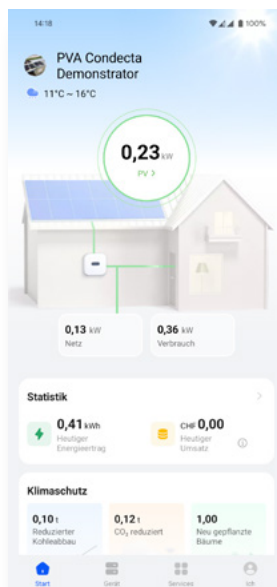 14:18
100%
PVA Condecta
Demonstrator
11°C ~ 16°C
0,23 kW
PV >
0,13 kW
Netz
0,36 kW
Verbrauch
Statistik
0,41 kWh
Heutiger
Energieertrag
CHF 0,00
Heutiger
Umsatz
Klimaschutz
0,10 t
Reduzierter
Kohleabbau
0,12 t
CO₂ reduziert
1,00
Neu gepflanzte
Bäume
Start
Gerät
Services
Ich